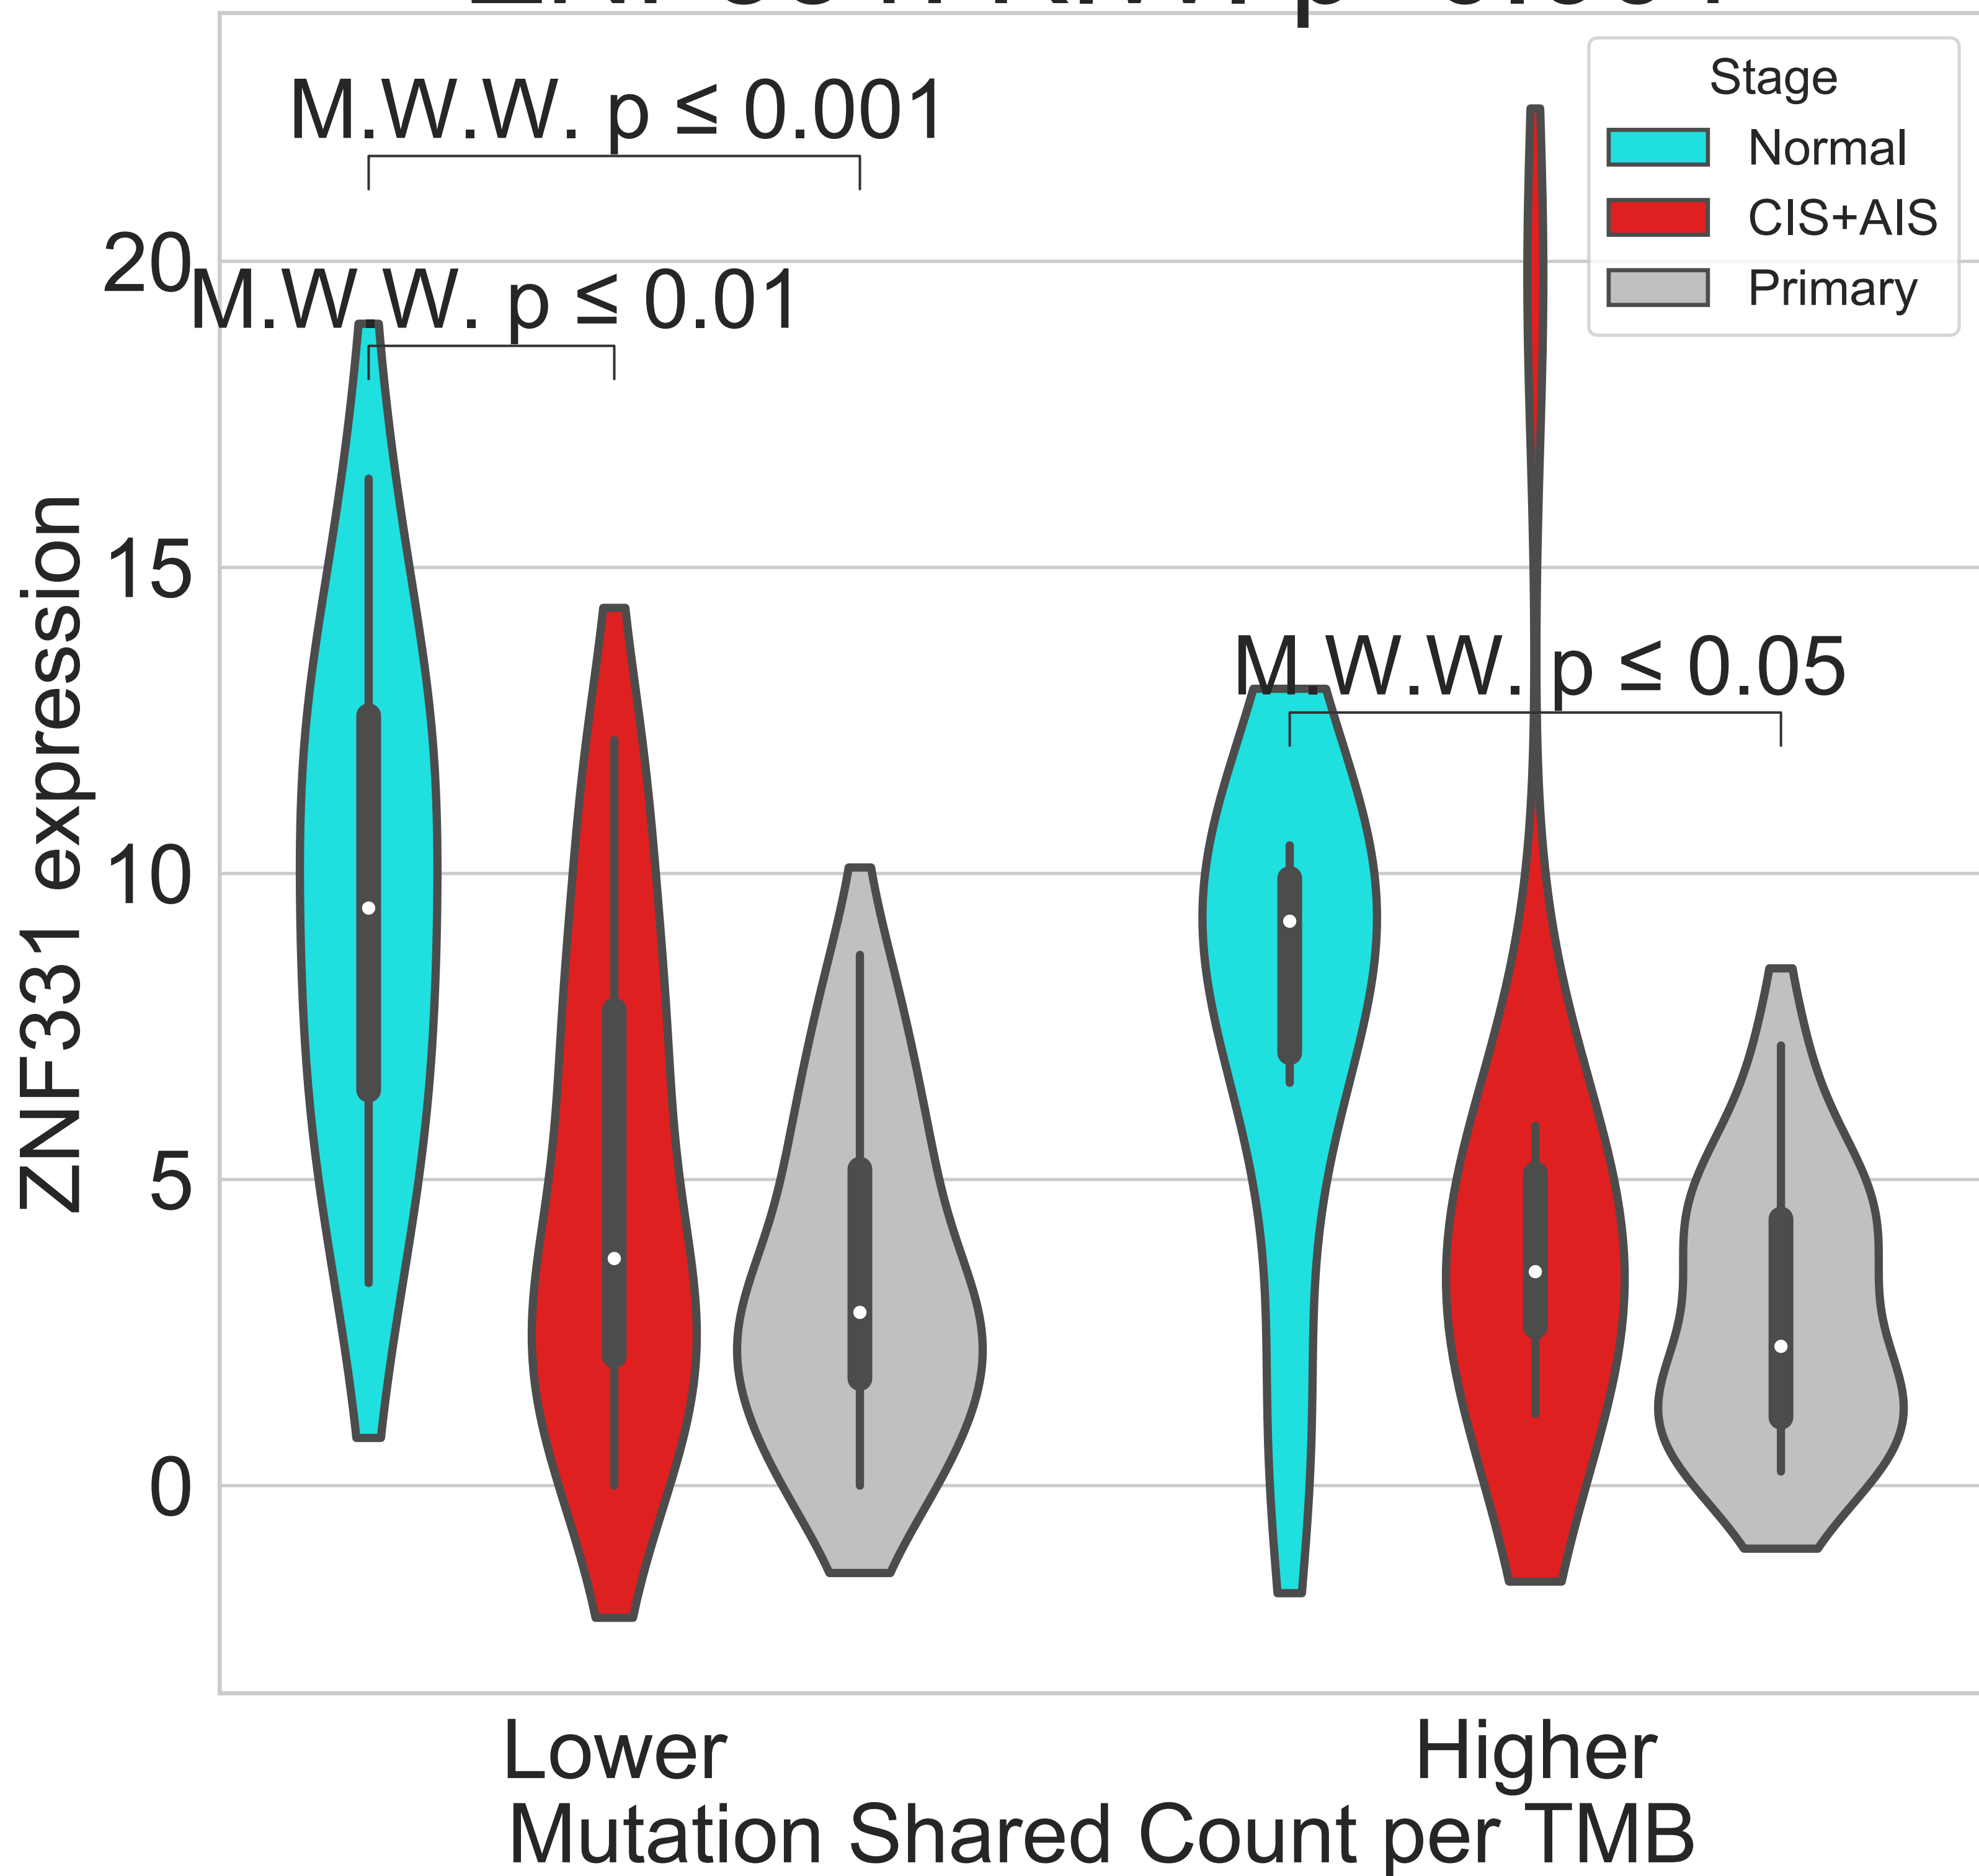 M.W.W. p ≤ 0.001
Stage
Normal
CIS+AIS
Primary
M.W.W. p ≤ 0.01
M.W.W. p ≤ 0.05
20
15
10
5
0
ZNF331 expression
Lower
Higher
Mutation Shared Count per TMB